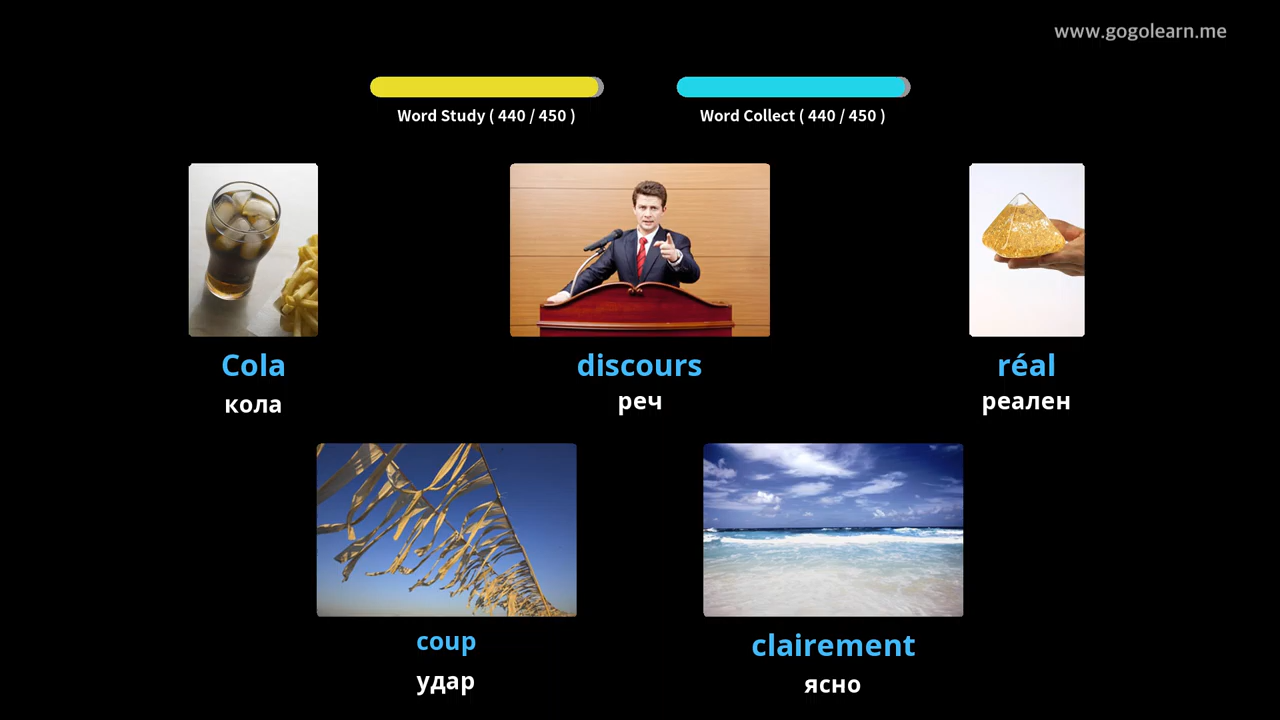 www.gogolearn.me
Word Study ( 440 / 450 )
Word Collect ( 440 / 450 )
Cola
кола
discours
реч
réal
реален
coup
удар
clairement
ясно